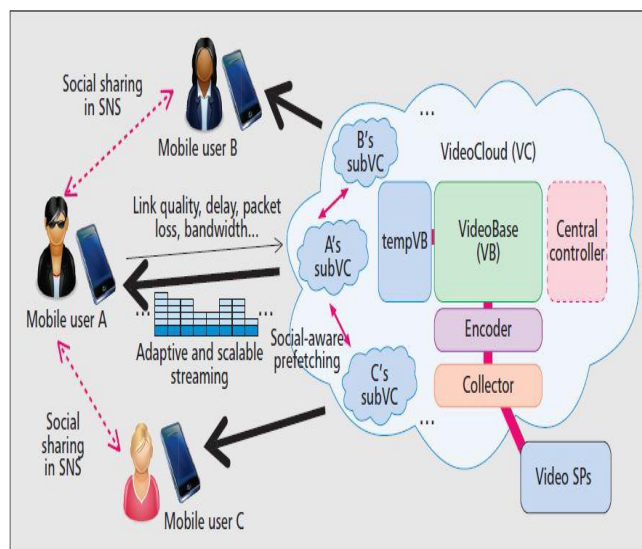 Social sharing
in SNS
Mobile user B
Link quality, delay, packet
loss, bandwidth...
Mobile user A
...
...
Adaptive and scalable
streaming
Social
sharing
in SNS
Mobile user C
...
B's
subVC
VideoCloud (VC)
A's
subVC
tempVB
VideoBase
(VB)
Central
controller
Social-aware
prefetching
Encoder
C's
subVC
Collector
...
Video SPs